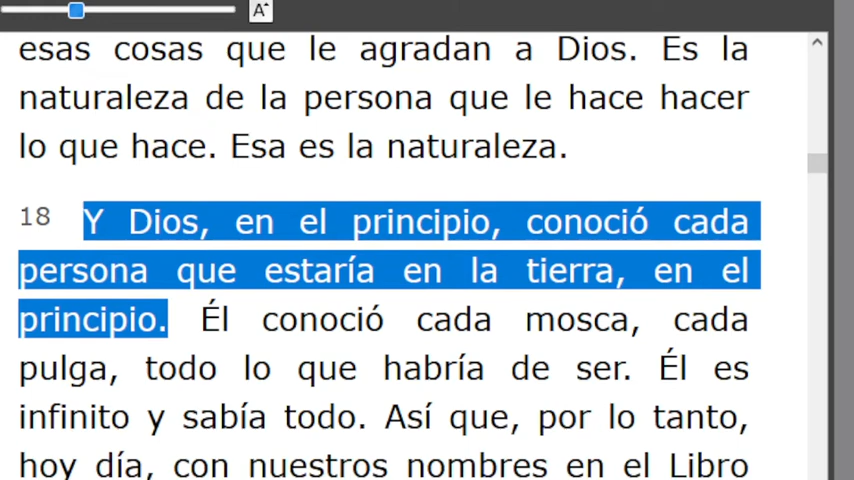 A
esas cosas que le agradan a Dios. Es la
naturaleza de la persona que le hace hacer
lo que hace. Esa es la naturaleza.
18 Y Dios, en el principio, conoció cada
persona que estaría en la tierra, en el
principio. Él conoció cada mosca, cada
pulga, todo lo que habría de ser. Él es
infinito y sabía todo. Así que, por lo tanto,
hoy día, con nuestros nombres en el Libro